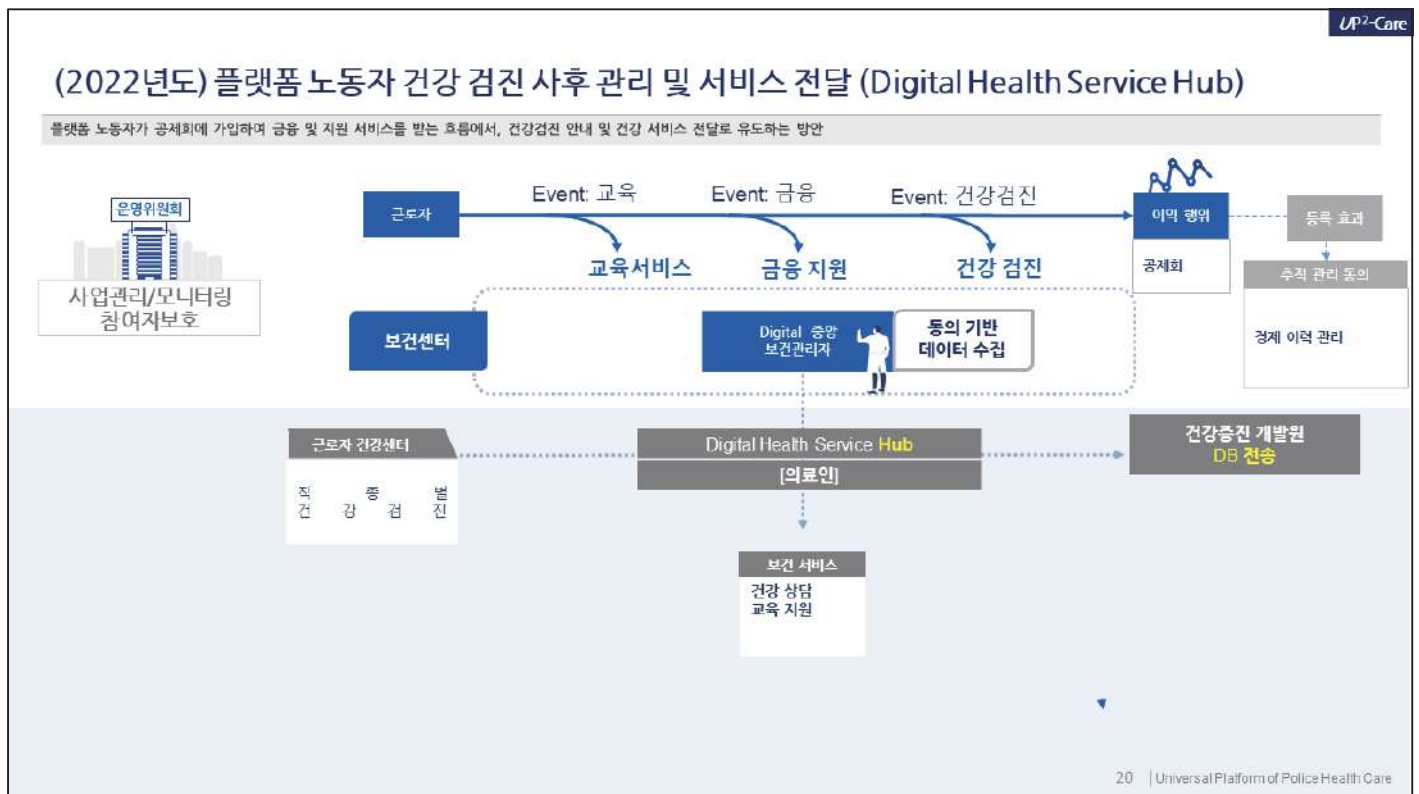 UP²-Care
(2022년도) 플랫폼 노동자 건강 검진 사후 관리 및 서비스 전달 (Digital Health Service Hub)
플랫폼 노동자가 공제회에 가입하여 금융 및 지원 서비스를 받는 흐름에서, 건강검진 안내 및 건강 서비스 전달로 유도하는 방안
운영위원회
사업관리/모니터링
참여자보호
근로자
Event: 교육
Event: 금융
Event: 건강검진
교육서비스
금융 지원
건강 검진
이익 행위
공제회
등록 효과
추적 관리 동의
경제 이력 관리
보건센터
Digital 중앙
보건관리자
동의 기반
데이터 수집
근로자 건강센터
직 종 별
건 강 검 진
Digital Health Service Hub
[의료인]
건강증진 개발원
DB 전송
보건 서비스
건강 상담
교육 지원
20 | Universal Platform of Police Health Care